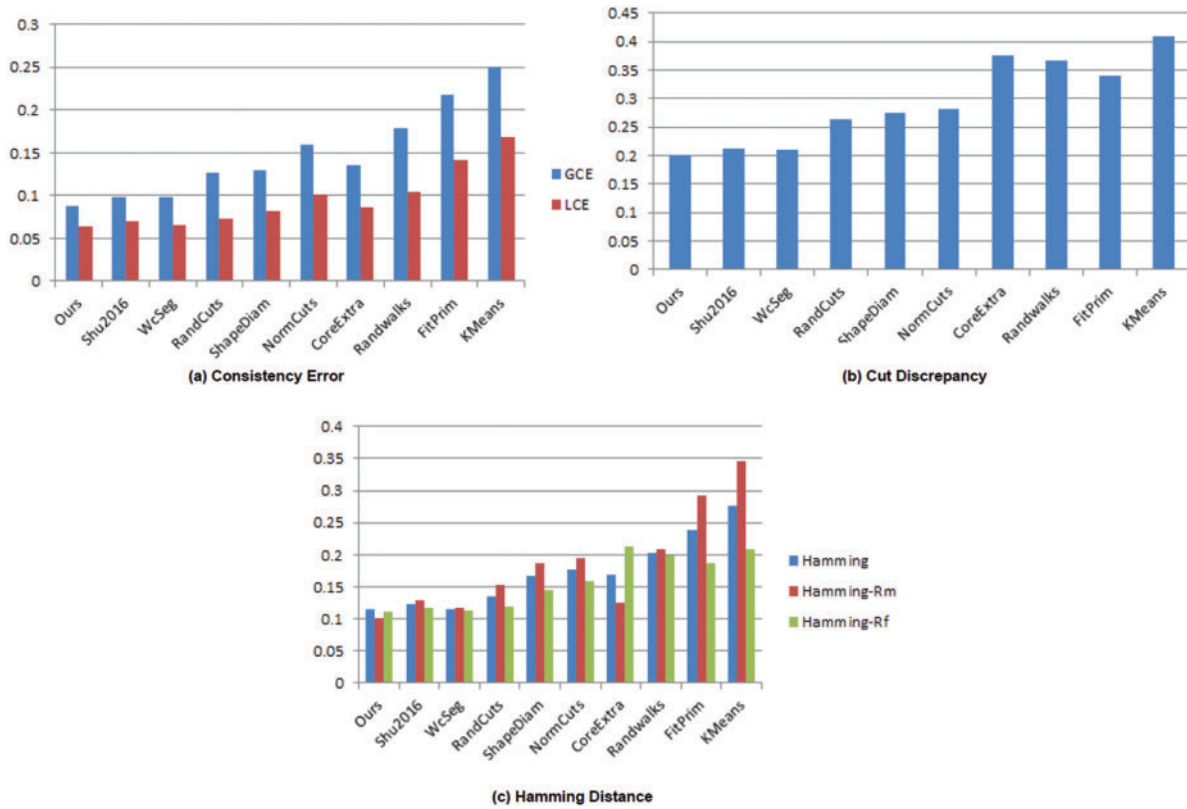 0.3
0.25
0.2
0.15
0.1
0.05
0
Ours
Shu2016
WcSeg
RandCuts
ShapeDiam
NormCuts
CoreExtra
Randwalks
FitPrim
KMeans
GCE
LCE
(a) Consistency Error
0.45
0.4
0.35
0.3
0.25
0.2
0.15
0.1
0.05
0
Ours
Shu2016
WcSeg
RandCuts
ShapeDiam
NormCuts
CoreExtra
Randwalks
FitPrim
KMeans
(b) Cut Discrepancy
0.4
0.35
0.3
0.25
0.2
0.15
0.1
0.05
0
Ours
Shu2016
WcSeg
RandCuts
ShapeDiam
NormCuts
CoreExtra
Randwalks
FitPrim
KMeans
Hamming
Hamming-Rm
Hamming-Rf
(c) Hamming Distance